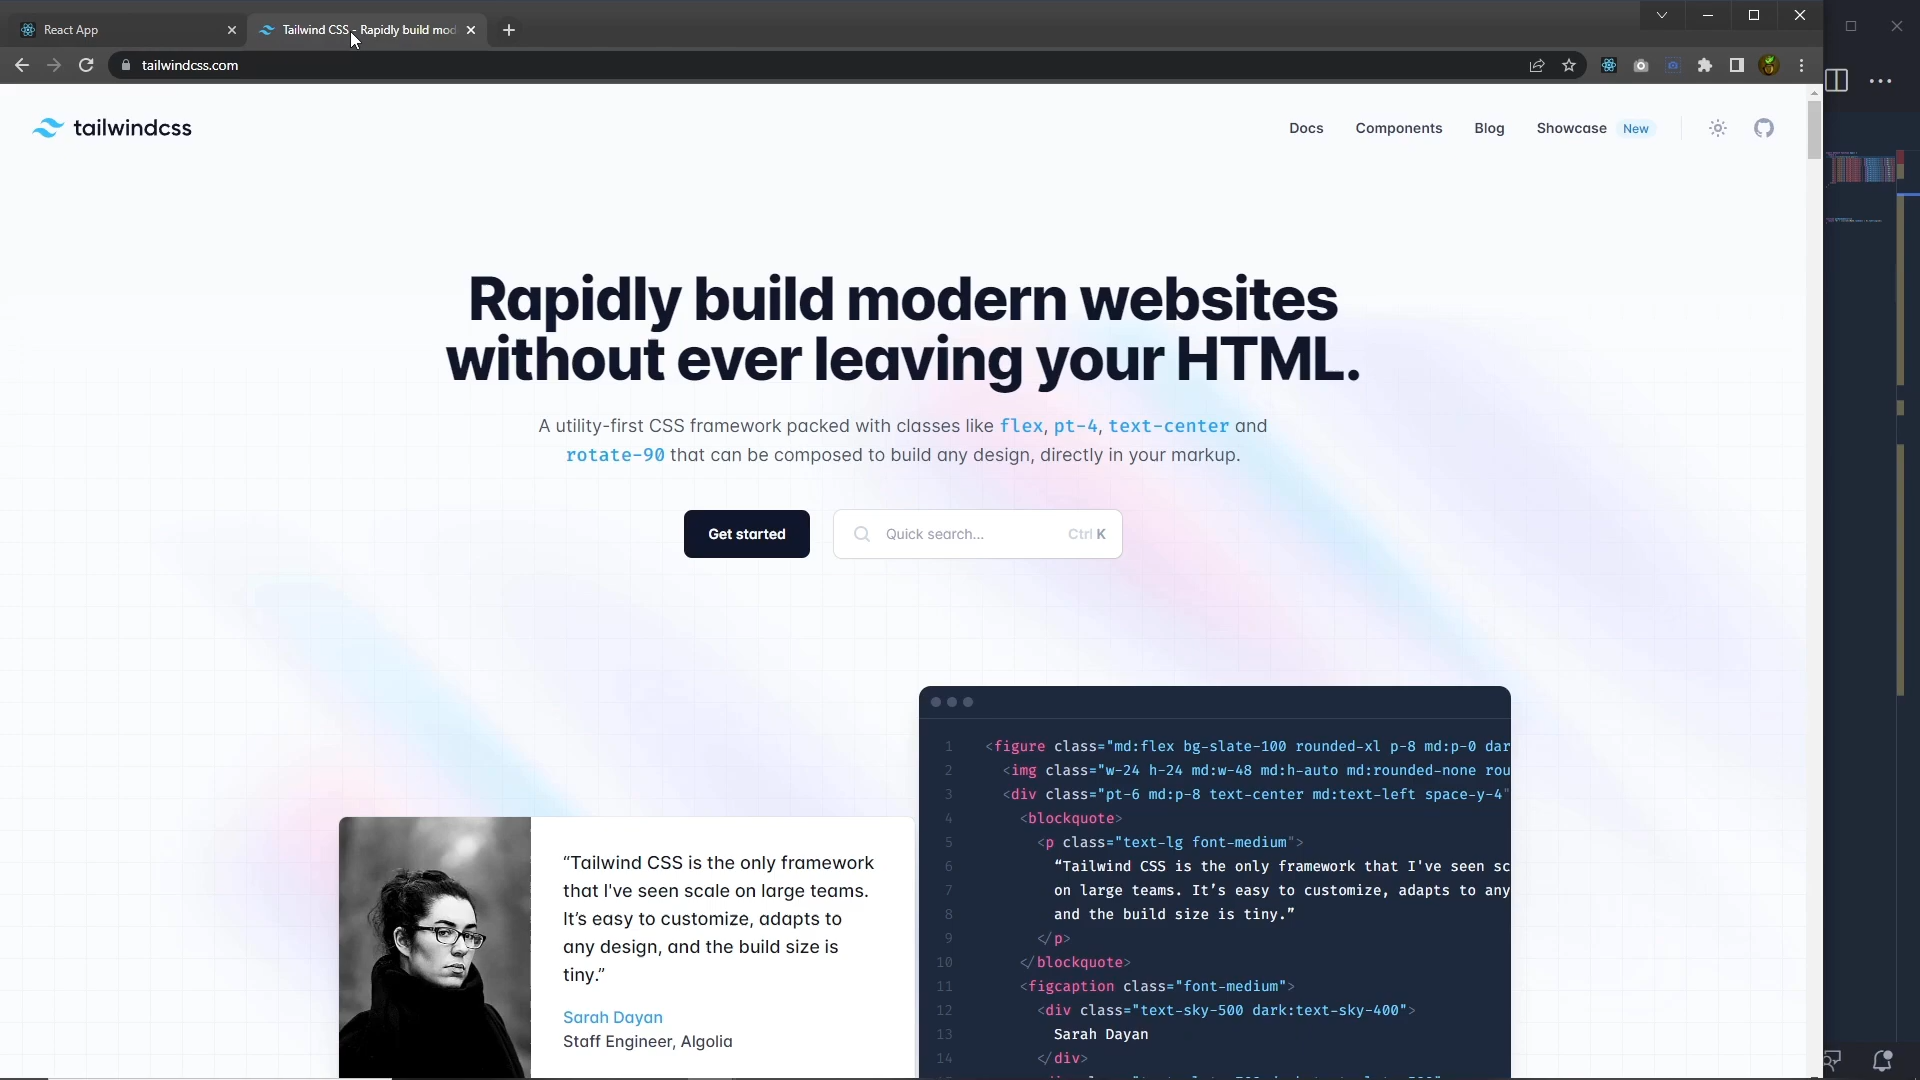 React App
Tailwind CSS - Rapidly build mod
tailwindcss.com
tailwindcss
Docs
Components
Blog
Showcase
New
Rapidly build modern websites
without ever leaving your HTML.
A utility-first CSS framework packed with classes like flex, pt-4, text-center and
rotate-90 that can be composed to build any design, directly in your markup.
Get started
Quick search...
Ctrl K
“Tailwind CSS is the only framework
that I've seen scale on large teams.
It’s easy to customize, adapts to
any design, and the build size is
tiny.”
Sarah Dayan
Staff Engineer, Algolia
1 <figure class="md:flex bg-slate-100 rounded-xl p-8 md:p-0 dar
2 <img class="w-24 h-24 md:w-48 md:h-auto md:rounded-none rou
3 <div class="pt-6 md:p-8 text-center md:text-left space-y-4"
4 <blockquote>
5 <p class="text-lg font-medium">
6 “Tailwind CSS is the only framework that I've seen sc
7 on large teams. It’s easy to customize, adapts to any
8 and the build size is tiny.”
9 </p>
10 </blockquote>
11 <figcaption class="font-medium">
12 <div class="text-sky-500 dark:text-sky-400">
13 Sarah Dayan
14 </div>